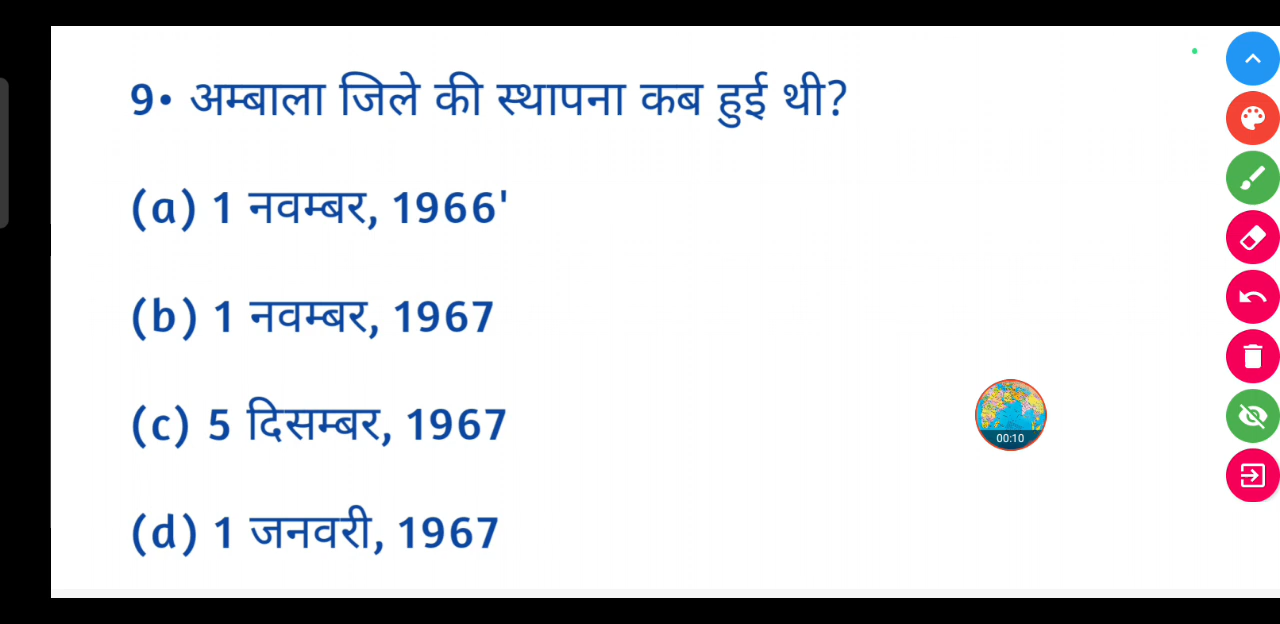 9• अम्बाला जिले की स्थापना कब हुई थी?
(a) 1 नवम्बर, 1966'
(b) 1 नवम्बर, 1967
(c) 5 दिसम्बर, 1967
00:10
(d) 1 जनवरी, 1967